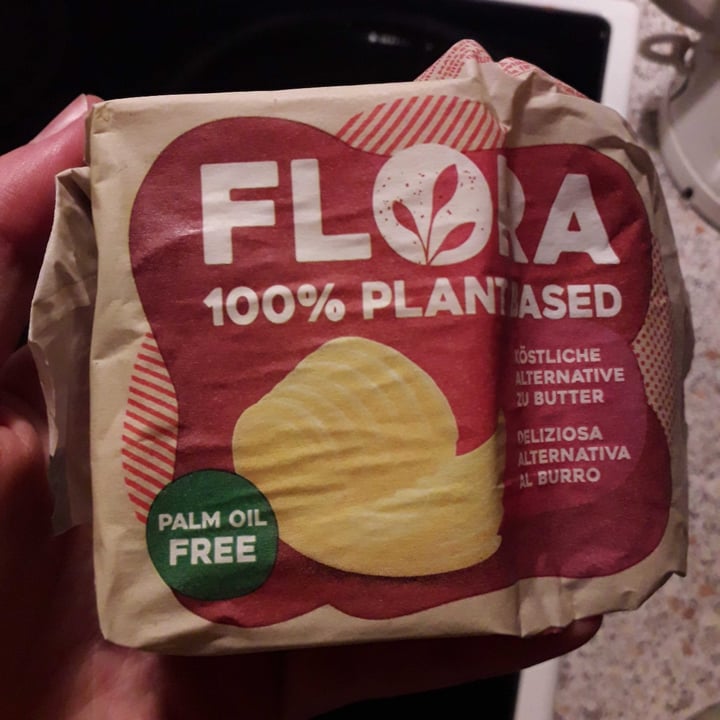 FLORA
100% PLANT BASED
KÖSTLICHE
ALTERNATIVE
ZU BUTTER
DELIZIOSA
ALTERNATIVA
AL BURRO
PALM OIL
FREE